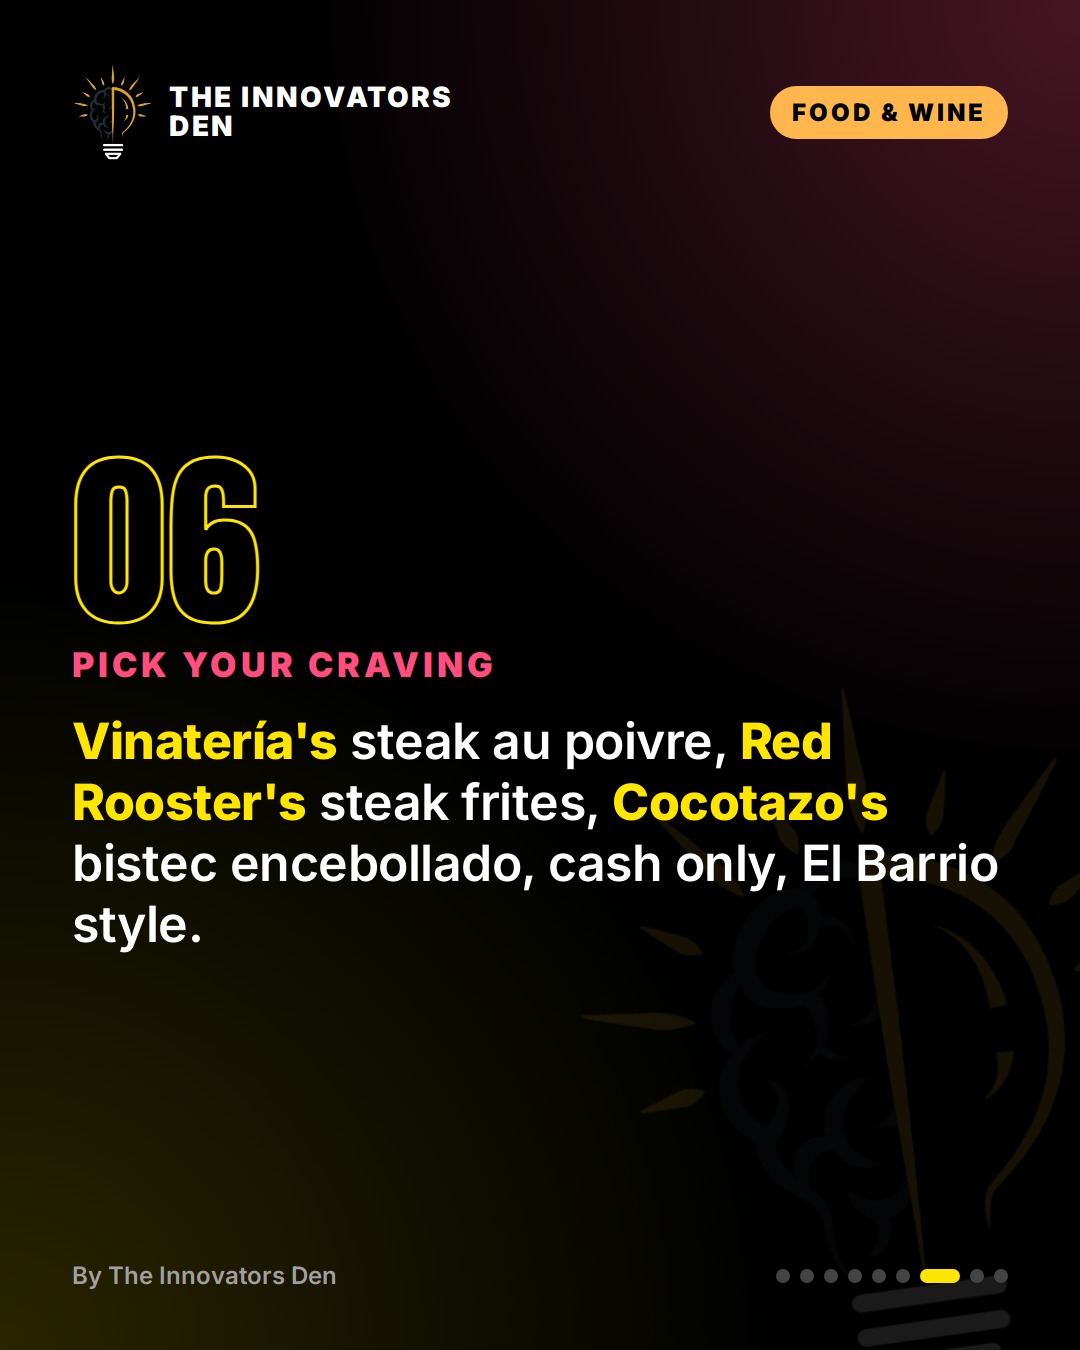 THE INNOVATORS
DEN
FOOD & WINE
06
PICK YOUR CRAVING
Vinatería's steak au poivre, Red
Rooster's steak frites, Cocotazo's
bistec encebollado, cash only, El Barrio
style.
By The Innovators Den